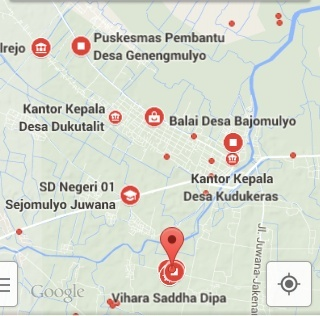 Puskesmas Pembantu
Desa Genengmulyo
lrejo
Kantor Kepala
Desa Dukutalit
Balai Desa Bajomulyo
Kantor Kepala
Desa Kudukeras
SD Negeri 01
Sejomulyo Juwana
Jl. Juwana-Jakenan
Google
Vihara Saddha Dipa